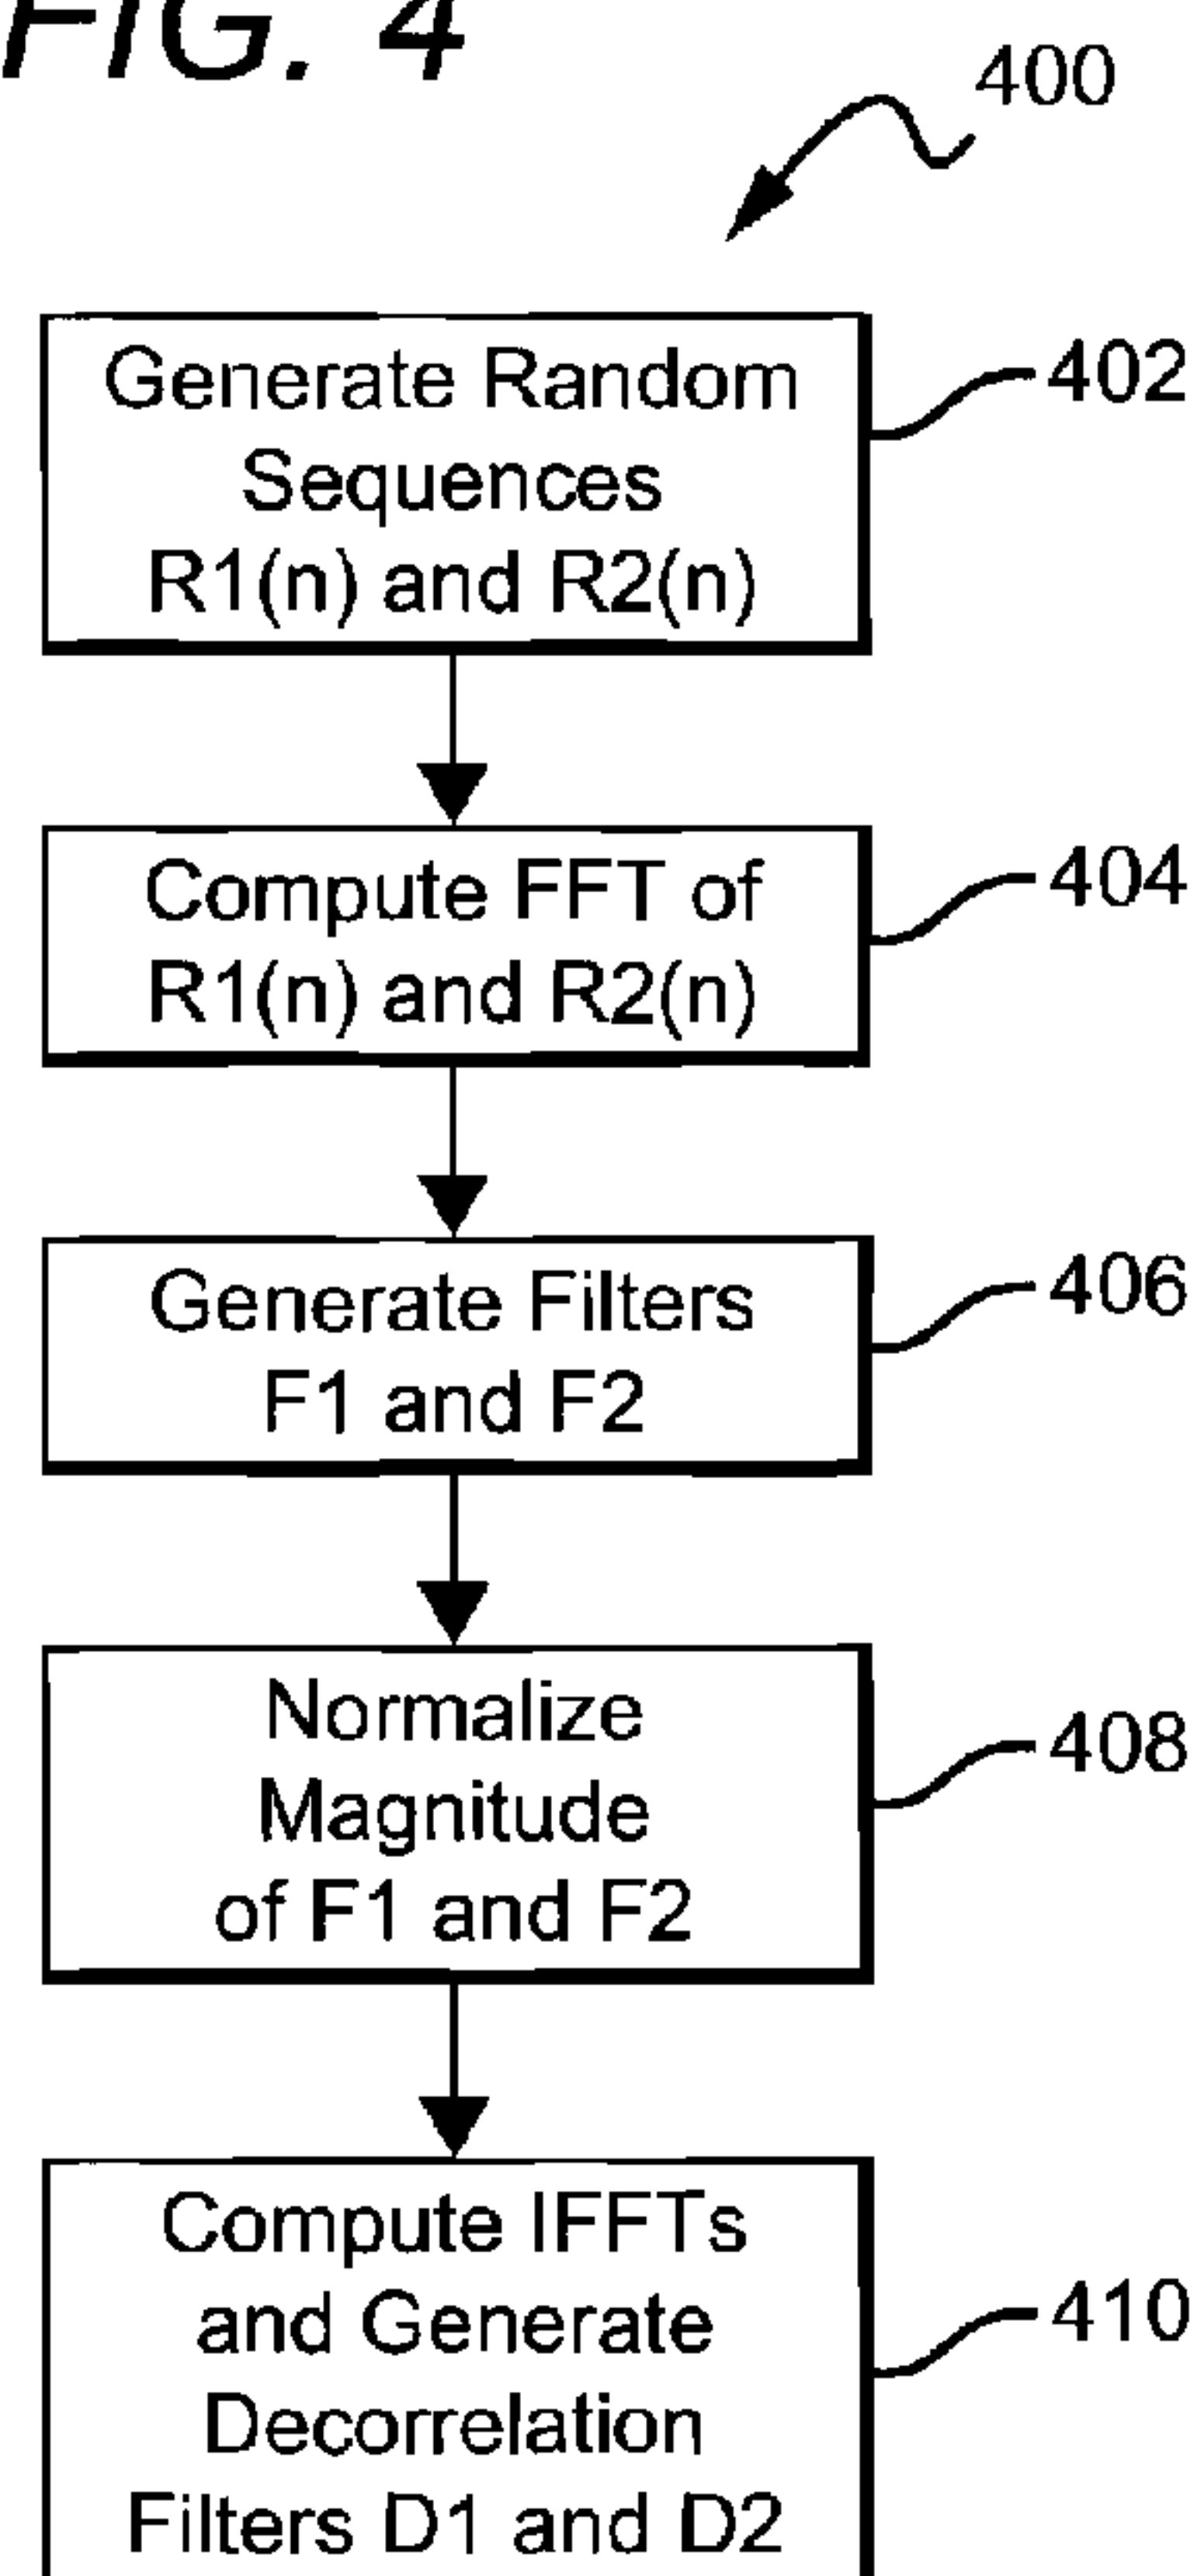 FIG. 4
400
Generate Random
Sequences
R1(n) and R2(n)
402
Compute FFT of
R1(n) and R2(n)
404
Generate Filters
F1 and F2
406
Normalize
Magnitude
of F1 and F2
408
Compute IFFTs
and Generate
Decorrelation
Filters D1 and D2
410